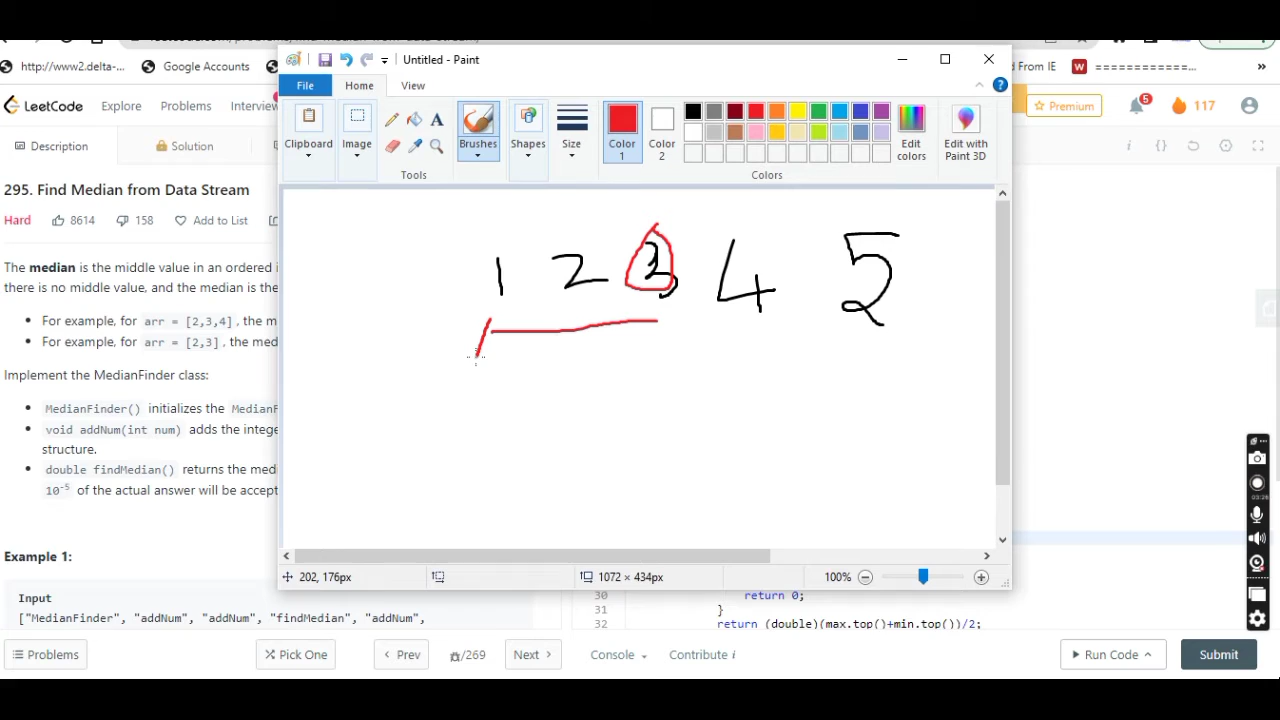 http://www2.delta-...
Google Accounts
d From IE
============...
»
Untitled - Paint
File
Home
View
LeetCode
Explore
Problems
Interview
Premium
5
117
Clipboard
Image
Tools
Brushes
Shapes
Size
Color 1
Color 2
Colors
Edit colors
Edit with Paint 3D
Description
Solution
295. Find Median from Data Stream
Hard
8614
158
Add to List
The median is the middle value in an ordered i
there is no middle value, and the median is the
For example, for arr = [2,3,4], the m
For example, for arr = [2,3], the med
Implement the MedianFinder class:
MedianFinder() initializes the MedianF
void addNum(int num) adds the intege
structure.
double findMedian() returns the med
10-5 of the actual answer will be accept
Example 1:
Input
["MedianFinder", "addNum", "addNum", "findMedian", "addNum",
1 2 3 4 5
202, 176px
1072 × 434px
100%
30 return 0;
31 }
32 return (double)(max.top()+min.top())/2;
03:26
Problems
Pick One
Prev
/269
Next
Console
Contribute i
Run Code
Submit